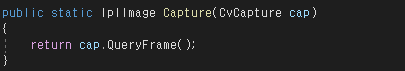 public static IplImage Capture(CvCapture cap)
{
    return cap.QueryFrame();
}